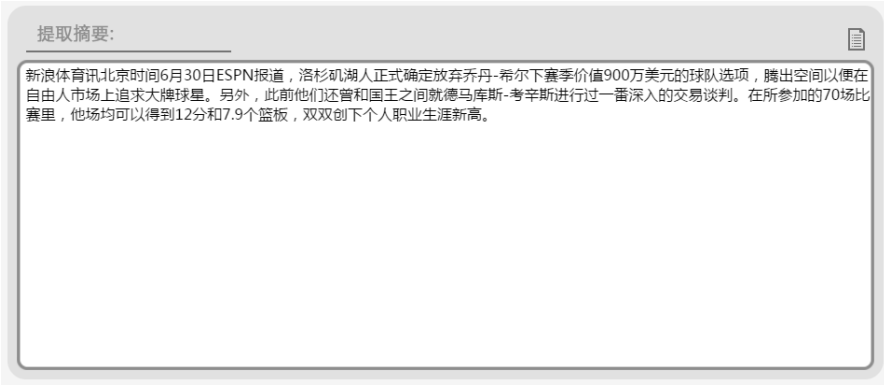 提取摘要:
新浪体育讯北京时间6月30日ESPN报道，洛杉矶湖人正式确定放弃乔丹-希尔下赛季价值900万美元的球队选项，腾出空间以便在
自由人市场上追求大牌球星。另外，此前他们还曾和国王之间就德马库斯-考辛斯进行过一番深入的交易谈判。在所参加的70场比
赛里，他场均可以得到12分和7.9个篮板，双双创下个人职业生涯新高。